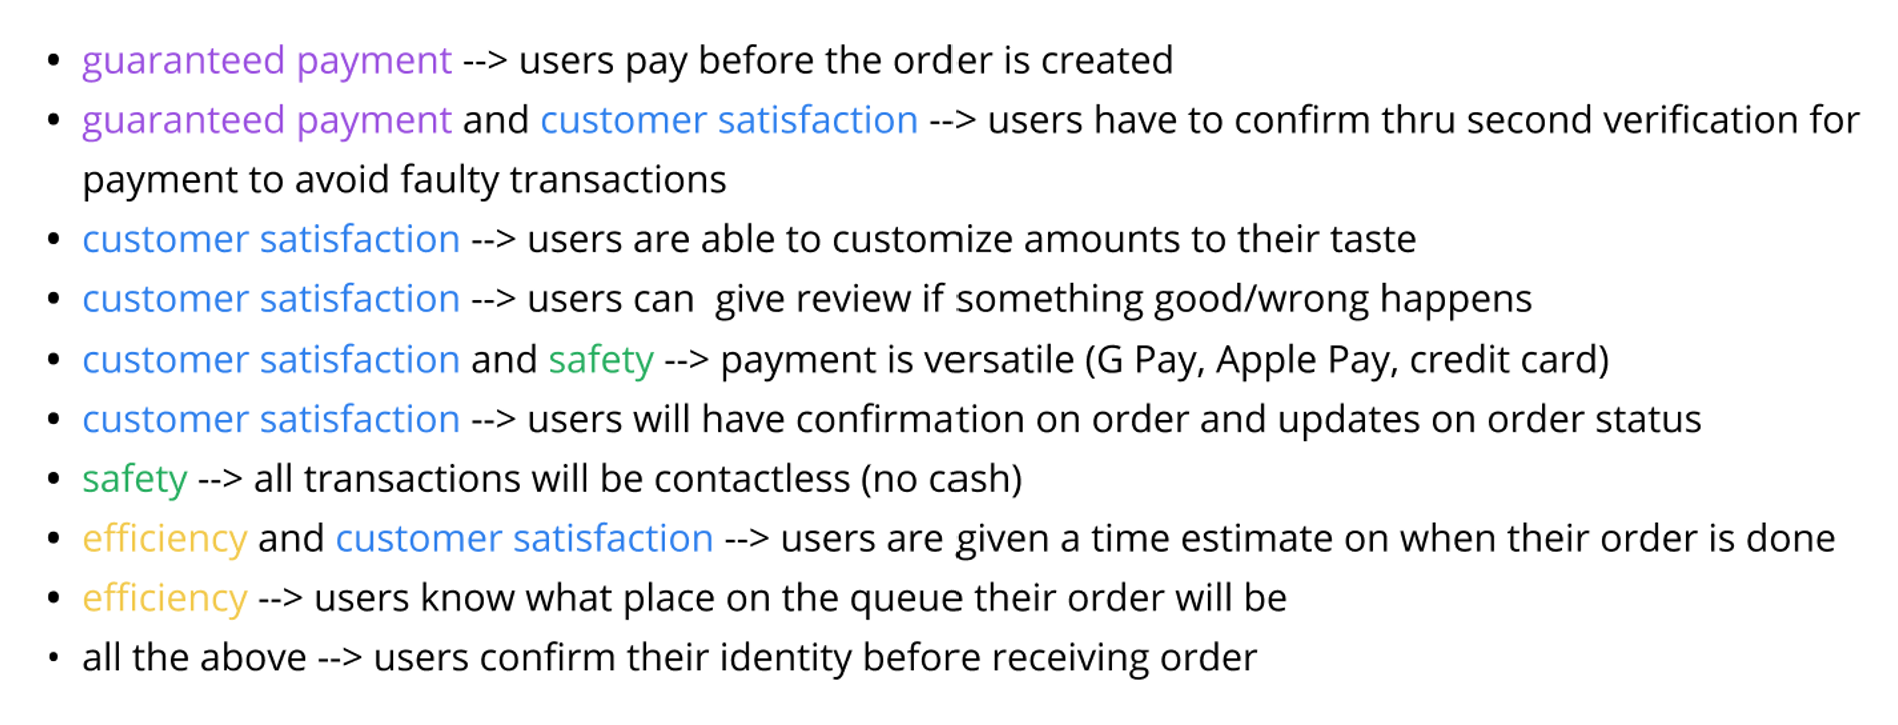 • guaranteed payment --> users pay before the order is created
• guaranteed payment and customer satisfaction --> users have to confirm thru second verification for
payment to avoid faulty transactions
• customer satisfaction --> users are able to customize amounts to their taste
• customer satisfaction --> users can  give review if something good/wrong happens
• customer satisfaction and safety --> payment is versatile (G Pay, Apple Pay, credit card)
• customer satisfaction --> users will have confirmation on order and updates on order status
• safety --> all transactions will be contactless (no cash)
• efficiency and customer satisfaction --> users are given a time estimate on when their order is done
• efficiency --> users know what place on the queue their order will be
• all the above --> users confirm their identity before receiving order